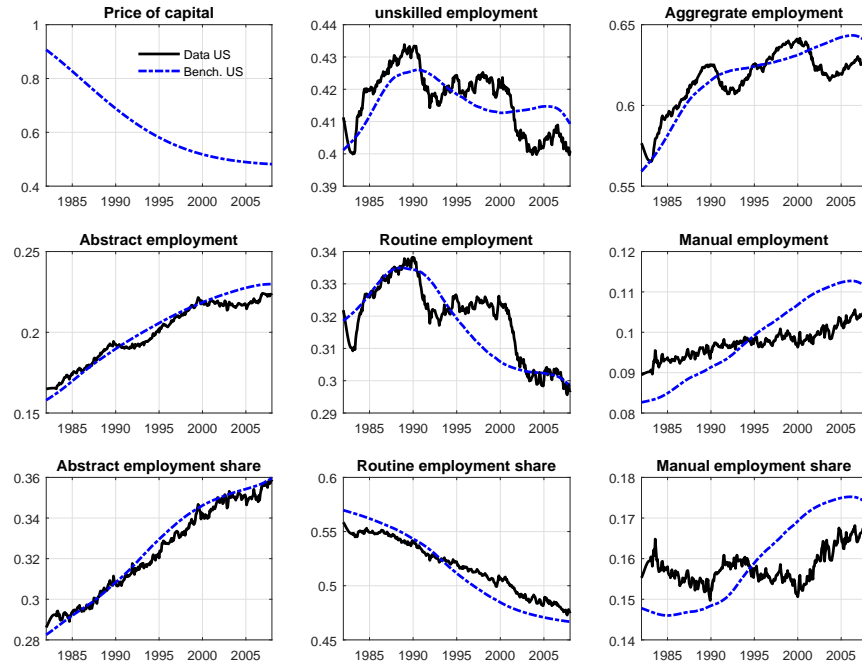 Price of capital
1
0.8
0.6
0.4
1985 1990 1995 2000 2005
Data US
Bench. US
unskilled employment
0.44
0.43
0.42
0.41
0.4
0.39
1985 1990 1995 2000 2005
Aggregrate employment
0.65
0.6
0.55
1985 1990 1995 2000 2005
Abstract employment
0.25
0.2
0.15
1985 1990 1995 2000 2005
Routine employment
0.34
0.33
0.32
0.31
0.3
0.29
1985 1990 1995 2000 2005
Manual employment
0.12
0.11
0.1
0.09
0.08
1985 1990 1995 2000 2005
Abstract employment share
0.36
0.34
0.32
0.3
0.28
1985 1990 1995 2000 2005
Routine employment share
0.6
0.55
0.5
0.45
1985 1990 1995 2000 2005
Manual employment share
0.18
0.17
0.16
0.15
0.14
1985 1990 1995 2000 2005